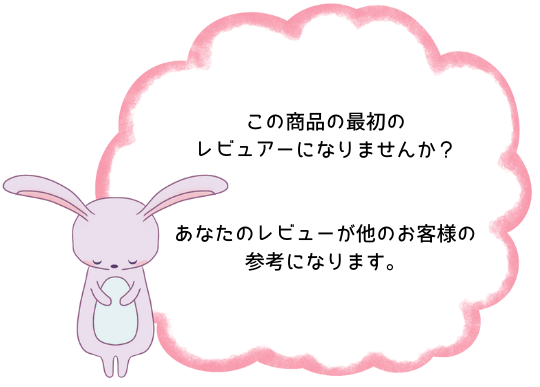 この商品の最初の
レビュアーになりませんか？
あなたのレビューが他のお客様の
参考になります。